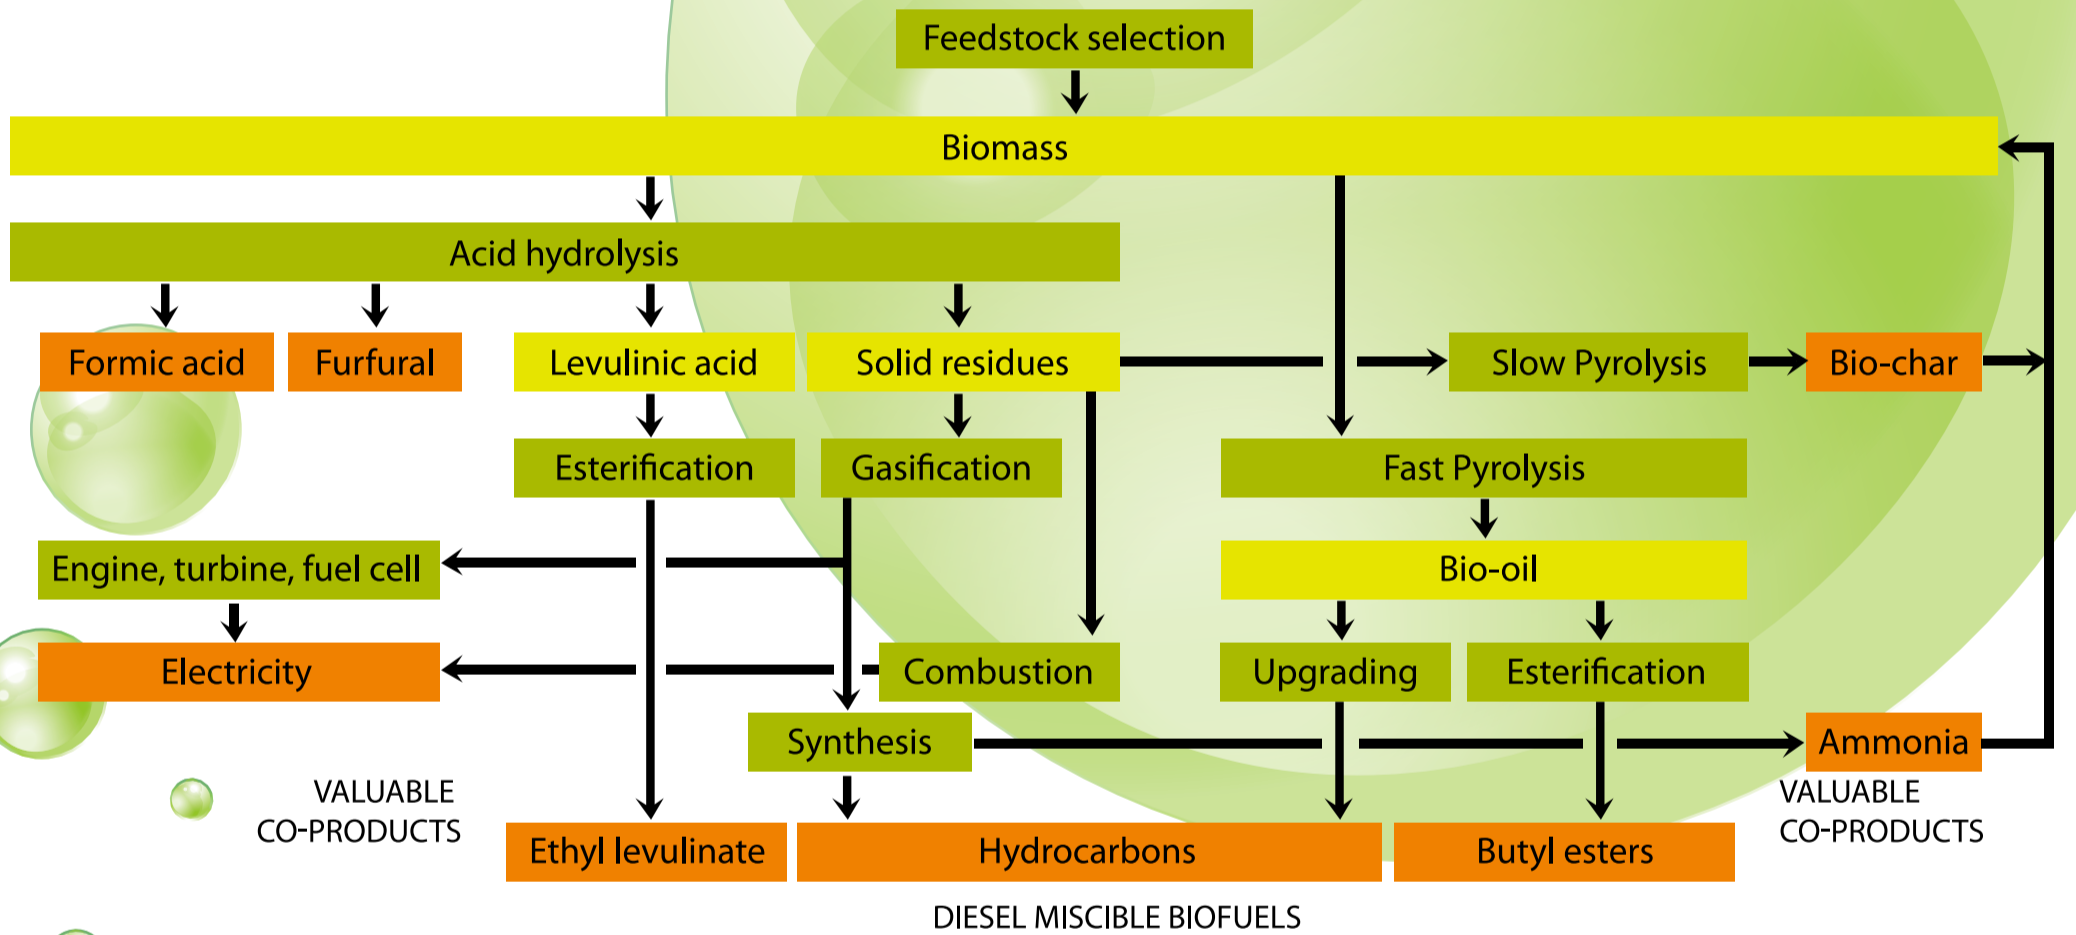 Feedstock selection
Biomass
Acid hydrolysis
Formic acid
Furfural
Levulinic acid
Solid residues
Slow Pyrolysis
Bio-char
Esterification
Gasification
Fast Pyrolysis
Engine, turbine, fuel cell
Bio-oil
Electricity
Combustion
Upgrading
Esterification
Synthesis
Ammonia
VALUABLE
CO-PRODUCTS
VALUABLE
CO-PRODUCTS
Ethyl levulinate
Hydrocarbons
Butyl esters
DIESEL MISCIBLE BIOFUELS